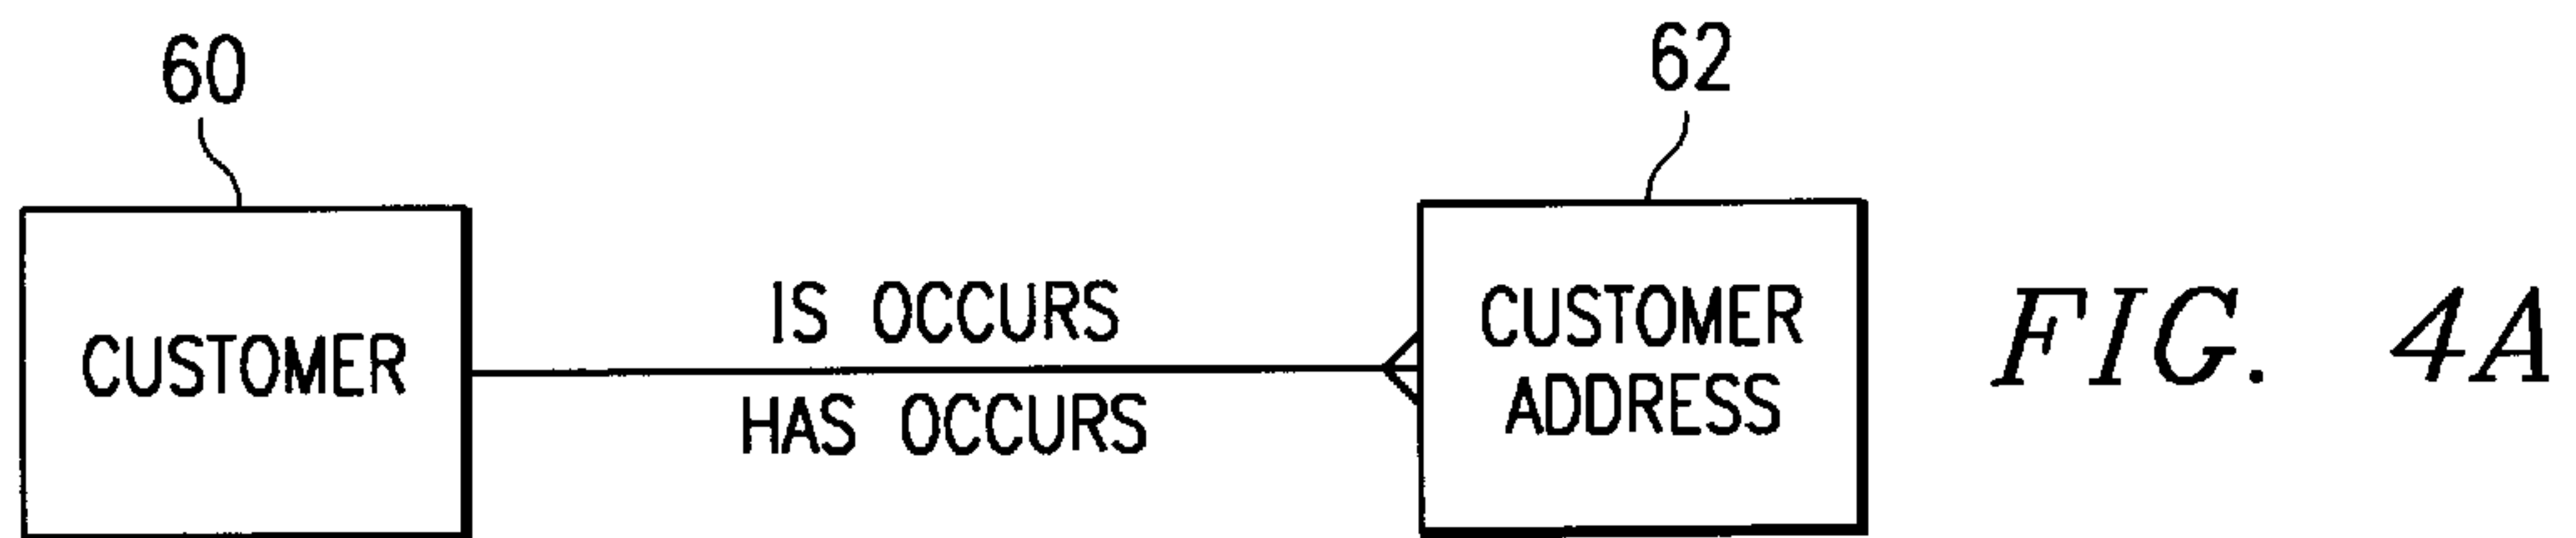 60
62
CUSTOMER
IS OCCURS
HAS OCCURS
CUSTOMER
ADDRESS
FIG. 4A